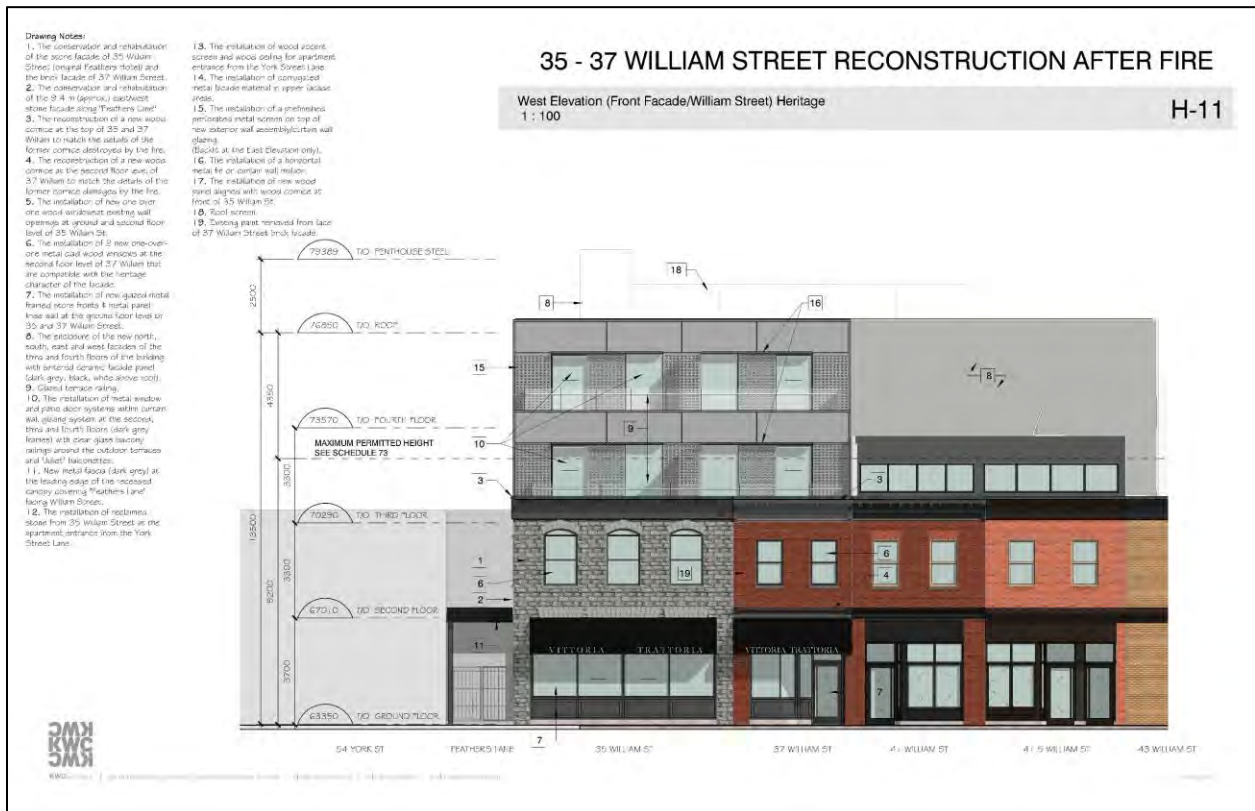 Drawing Notes:
1. The conservation and rehabilitation
of the stone facade of 35 William
Street (original Feathers Hotel) and
the brick facade of 37 William Street.
2. The conservation and rehabilitation
of the 9.4 m (approx.) east/west
stone facade along "Feathers Lane"
3. The reconstruction of a new wood
cornice at the top of 35 and 37
William to match the details of the
former cornice destroyed by the fire.
4. The reconstruction of a new wood
cornice at the second floor level of
37 William to match the details of the
former cornice damages by the fire.
5. The installation of new one over
one wood windows existing wall
openings at ground and second floor
level of 35 William St.
6. The installation of 2 new one-over-
one metal clad wood windows at the
second floor level of 37 William that
are compatible with the heritage
character of the facade.
7. The installation of new glazed metal
framed store fronts & metal panel
knee wall at the ground floor level of
35 and 37 William Street.
8. The enclosure of the new north,
south, east and west facades of the
third and fourth floors of the building
with sintered ceramic facade panel
(dark grey, black, white above roof).
9. Glazed terrace railing.
10. The installation of metal window
and patio door systems within curtain
wall glazing system at the second,
third and fourth floors (dark grey
frames) with clear glass balcony
railings around the outdoor terraces
and "Juliet" balconettes.
11. New metal fascia (dark grey) at
the leading edge of the recessed
canopy covering "Feathers Lane"
facing William Street.
12. The installation of reclaimed
stone from 35 William Street at the
apartment entrance from the York
Street Lane.
13. The installation of wood accent
screen and wood ceiling for apartment
entrance from the York Street Lane
14. The installation of corrugated
metal facade material in upper facade
areas.
15. The installation of a prefinished
perforated metal screen on top of
new exterior wall assembly/curtain wall
glazing.
(Backlit at the East Elevation only).
16. The installation of a horizontal
metal fin or curtain wall mullion.
17. The installation of new wood
panel aligned with wood cornice at
front of 35 William St.
18. Roof screen.
19. Existing paint removed from face
of 37 William Street brick facade.
35 - 37 WILLIAM STREET RECONSTRUCTION AFTER FIRE
West Elevation (Front Facade/William Street) Heritage
1 : 100
H-11
79389 T/O PENTHOUSE STEEL
18
8
16
2500
76850 T/O ROOF
15
8
4350
73570 T/O FOURTH FLOOR
9
MAXIMUM PERMITTED HEIGHT
SEE SCHEDULE 73
10
3
3
3300
70290 T/O THIRD FLOOR
13500
1
6
19
6
4
2
3300
9200
67010 T/O SECOND FLOOR
11
VITTORIA TRATTORIA
VITTORIA TRATTORIA
7
3700
63350 T/O GROUND FLOOR
7
54 YORK ST
FEATHERS LANE
35 WILLIAM ST
37 WILLIAM ST
41 WILLIAM ST
41.5 WILLIAM ST
43 WILLIAM ST
KWC
KWC
KWC